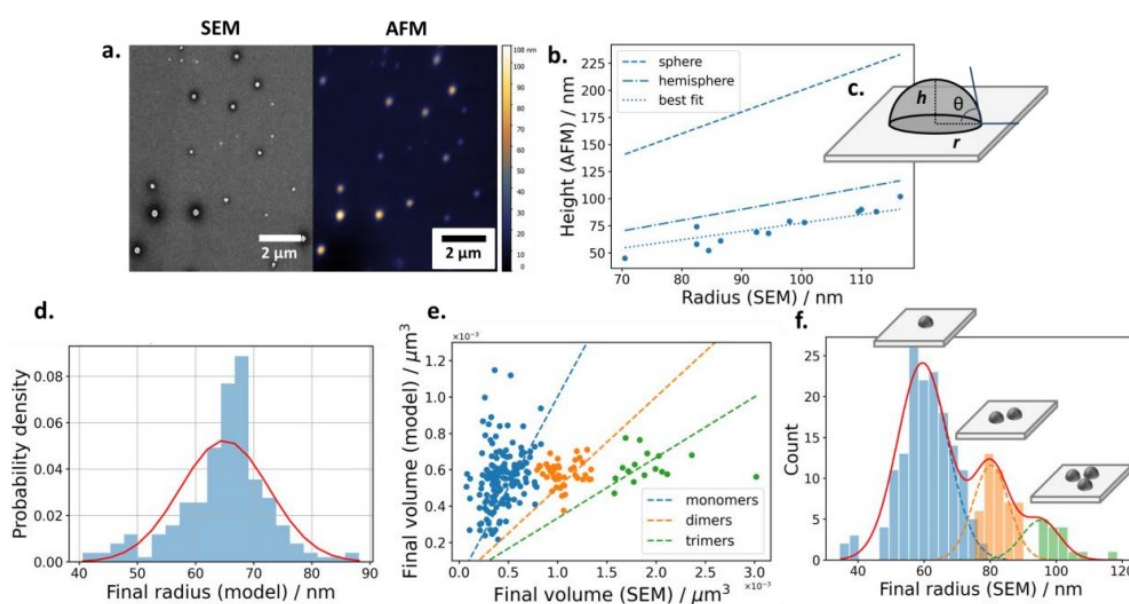 SEM
AFM
a.
2 μm
2 μm
108 nm
90
80
70
60
50
40
30
20
10
0
b.
sphere
hemisphere
best fit
Height (AFM) / nm
225
200
175
150
125
100
75
50
70
80
90
100
110
Radius (SEM) / nm
c.
h
θ
r
d.
Probability density
0.08
0.06
0.04
0.02
0.00
40
50
60
70
80
90
Final radius (model) / nm
e.
×10⁻³
Final volume (model) / μm³
1.2
1.0
0.8
0.6
0.4
0.2
monomers
dimers
trimers
0.0
0.5
1.0
1.5
2.0
2.5
3.0
Final volume (SEM) / μm³
×10⁻³
f.
Count
25
20
15
10
5
0
40
60
80
100
120
Final radius (SEM) / nm